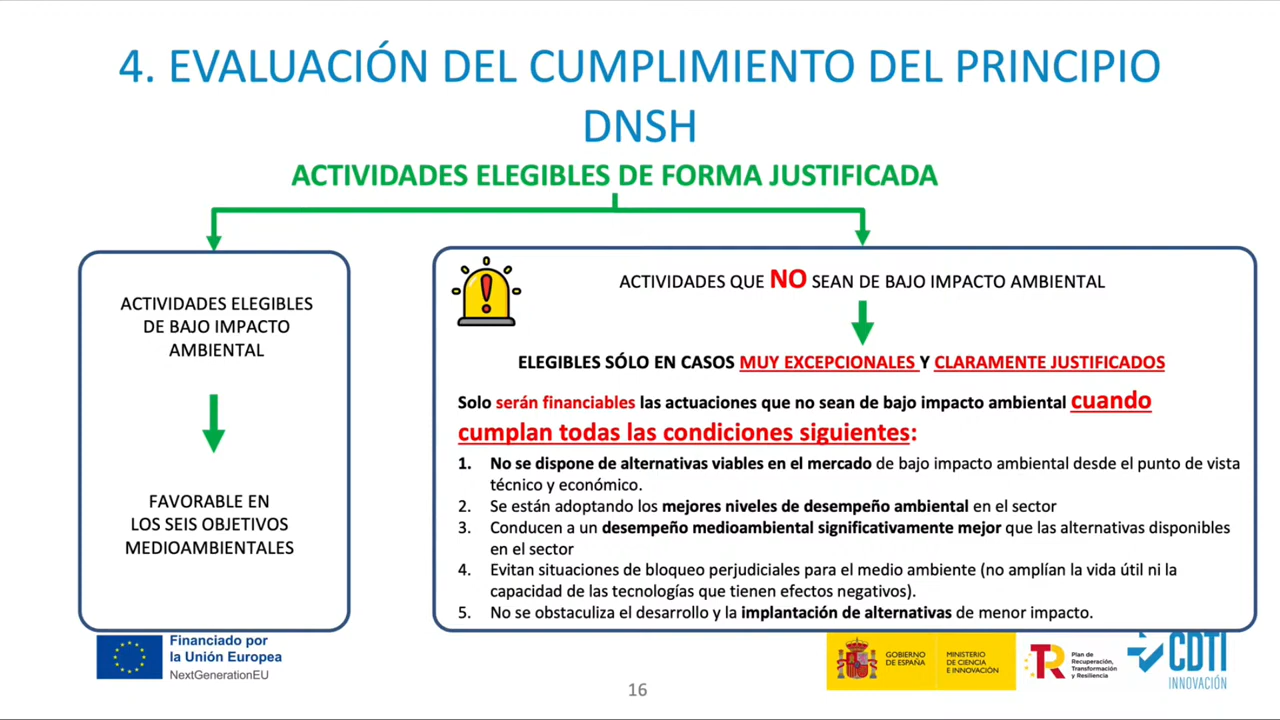 4. EVALUACIÓN DEL CUMPLIMIENTO DEL PRINCIPIO
DNSH
ACTIVIDADES ELEGIBLES DE FORMA JUSTIFICADA
ACTIVIDADES ELEGIBLES
DE BAJO IMPACTO
AMBIENTAL
FAVORABLE EN
LOS SEIS OBJETIVOS
MEDIOAMBIENTALES
ACTIVIDADES QUE NO SEAN DE BAJO IMPACTO AMBIENTAL
ELEGIBLES SÓLO EN CASOS MUY EXCEPCIONALES Y CLARAMENTE JUSTIFICADOS
Solo serán financiables las actuaciones que no sean de bajo impacto ambiental cuando
cumplan todas las condiciones siguientes:
1. No se dispone de alternativas viables en el mercado de bajo impacto ambiental desde el punto de vista
técnico y económico.
2. Se están adoptando los mejores niveles de desempeño ambiental en el sector
3. Conducen a un desempeño medioambiental significativamente mejor que las alternativas disponibles
en el sector
4. Evitan situaciones de bloqueo perjudiciales para el medio ambiente (no amplían la vida útil ni la
capacidad de las tecnologías que tienen efectos negativos).
5. No se obstaculiza el desarrollo y la implantación de alternativas de menor impacto.
Financiado por
la Unión Europea
NextGenerationEU
16
GOBIERNO
DE ESPAÑA
MINISTERIO
DE CIENCIA
E INNOVACIÓN
Plan de
Recuperación,
Transformación
y Resiliencia
CDTI
INNOVACIÓN